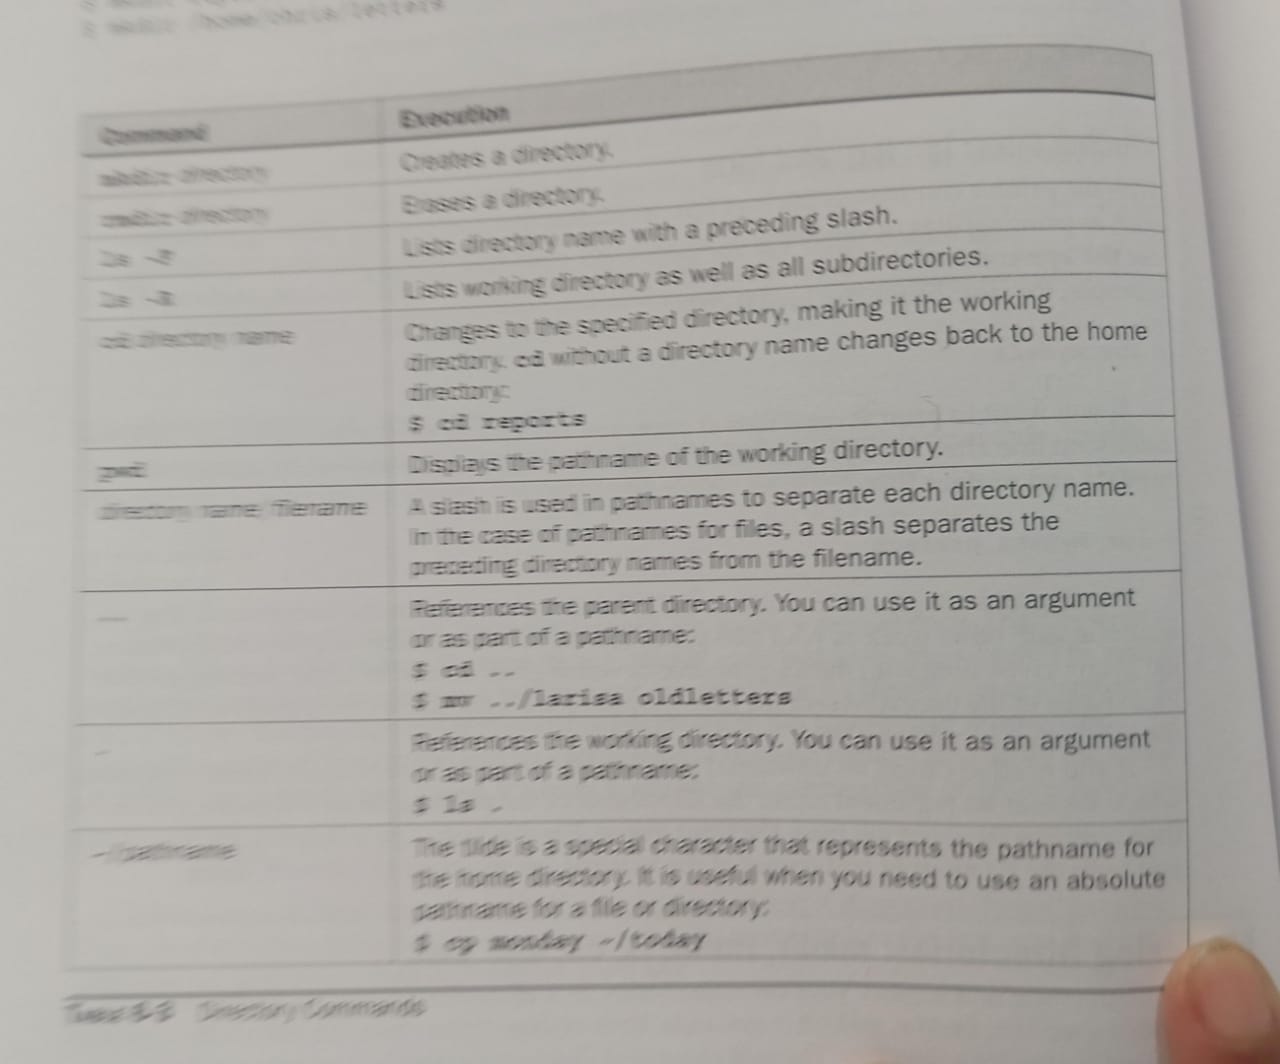 $ mkdir /home/chris/letters
Command Execution
mkdir directory Creates a directory.
rmdir directory Erases a directory.
ls -F Lists directory name with a preceding slash.
ls -R Lists working directory as well as all subdirectories.
cd directory name Changes to the specified directory, making it the working
directory. cd without a directory name changes back to the home
directory:
$ cd reports
pwd Displays the pathname of the working directory.
directory name/filename A slash is used in pathnames to separate each directory name.
In the case of pathnames for files, a slash separates the
preceding directory names from the filename.
.. References the parent directory. You can use it as an argument
or as part of a pathname:
$ cd ..
$ mv ../larisa oldletters
. References the working directory. You can use it as an argument
or as part of a pathname:
$ ls .
~/pathname The tilde is a special character that represents the pathname for
the home directory. It is useful when you need to use an absolute
pathname for a file or directory:
$ cp monday ~/today
Directory Commands